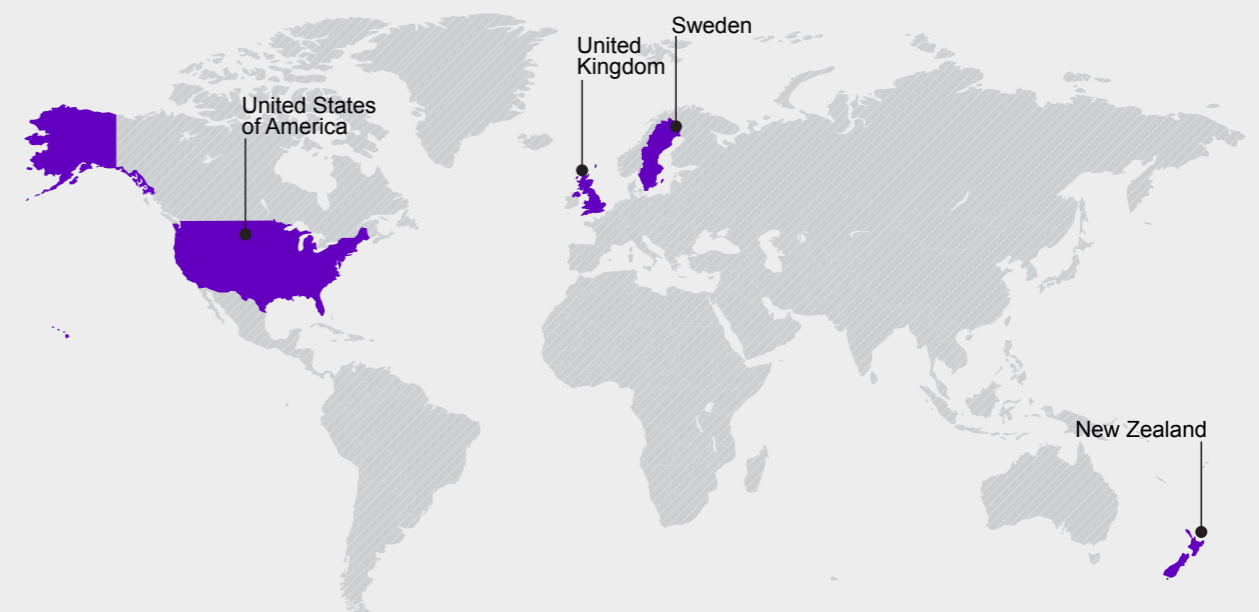 Sweden
United
Kingdom
United States
of America
New Zealand